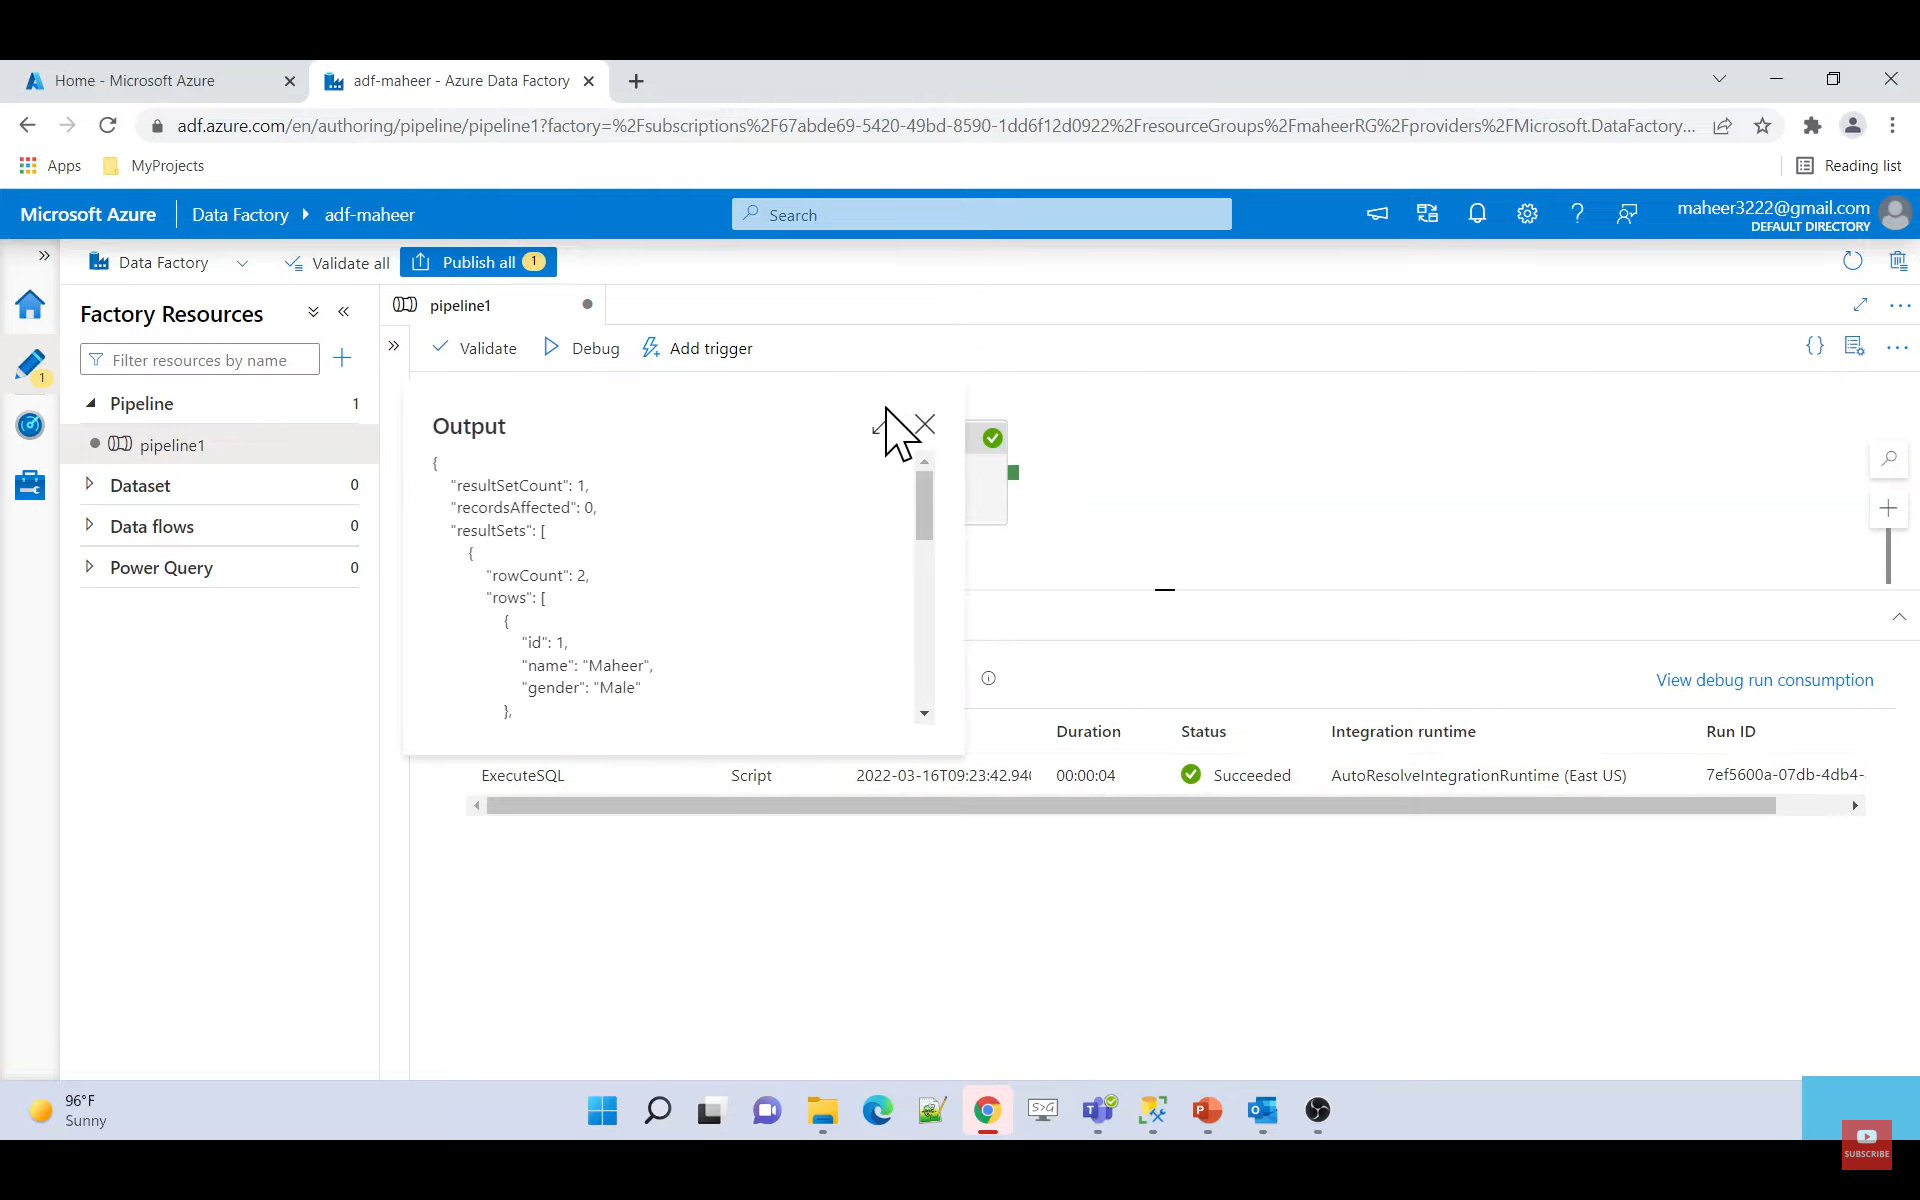 Home - Microsoft Azure
adf-maheer - Azure Data Factory
adf.azure.com/en/authoring/pipeline/pipeline1?factory=%2Fsubscriptions%2F67abde69-5420-49bd-8590-1dd6f12d0922%2FresourceGroups%2FmaheerRG%2Fproviders%2FMicrosoft.DataFactory...
Apps
MyProjects
Reading list
Microsoft Azure
Data Factory
adf-maheer
Search
maheer3222@gmail.com
DEFAULT DIRECTORY
Data Factory
Validate all
Publish all 1
Factory Resources
pipeline1
Filter resources by name
Validate
Debug
Add trigger
1
Pipeline 1
pipeline1
Dataset 0
Data flows 0
Power Query 0
Output
{
"resultSetCount": 1,
"recordsAffected": 0,
"resultSets": [
{
"rowCount": 2,
"rows": [
{
"id": 1,
"name": "Maheer",
"gender": "Male"
},
View debug run consumption
Duration Status Integration runtime Run ID
ExecuteSQL Script 2022-03-16T09:23:42.940 00:00:04 Succeeded AutoResolveIntegrationRuntime (East US) 7ef5600a-07db-4db4-
96°F
Sunny
S>G
SUBSCRIBE